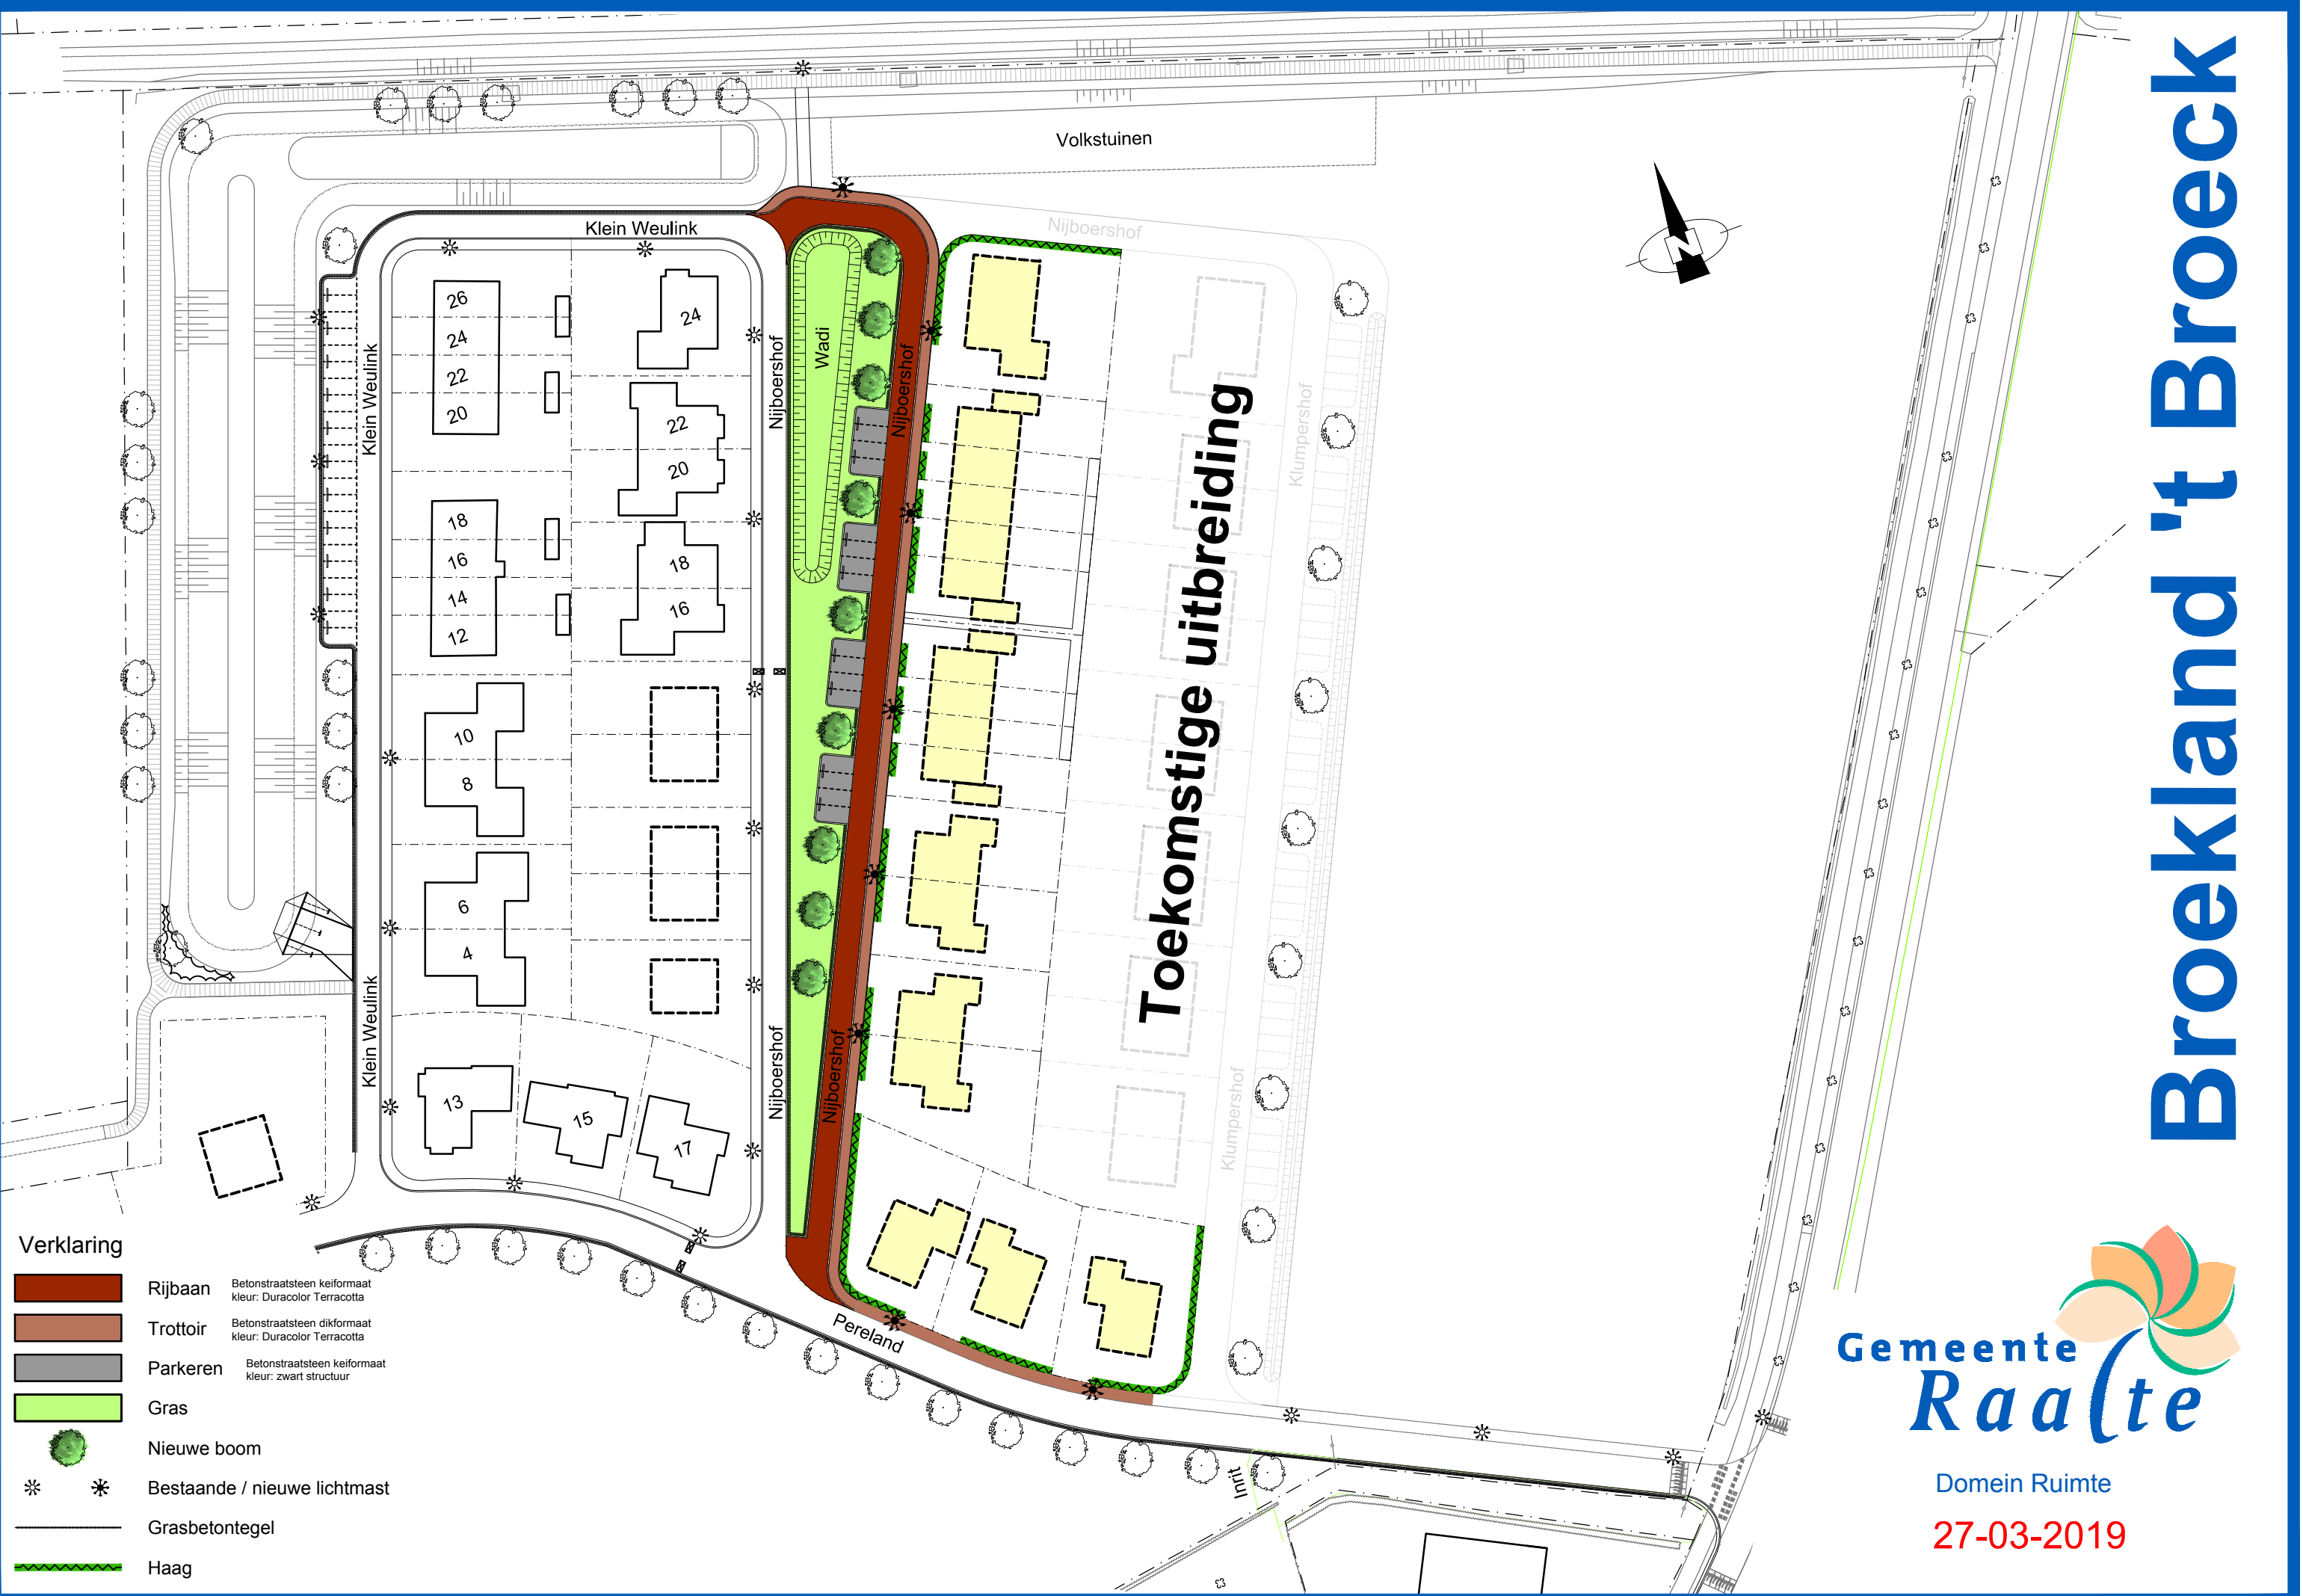 Volkstuinen
Klein Weulink
Nijboershof
26
24
22
20
24
Klein Weulink
Nijboershof
Wadi
Nijboershof
22
20
Klumpershof
18
16
14
12
18
16
Toekomstige uitbreiding
10
8
6
4
Klein Weulink
Nijboershof
Nijboershof
Klumpershof
13
15
17
Pereland
Inrit
Verklaring
Rijbaan Betonstraatsteen keiformaat
kleur: Duracolor Terracotta
Trottoir Betonstraatsteen dikformaat
kleur: Duracolor Terracotta
Parkeren Betonstraatsteen keiformaat
kleur: zwart structuur
Gras
Nieuwe boom
Bestaande / nieuwe lichtmast
Grasbetontegel
Haag
Broekland 't Broeck
Gemeente
Raalte
Domein Ruimte
27-03-2019